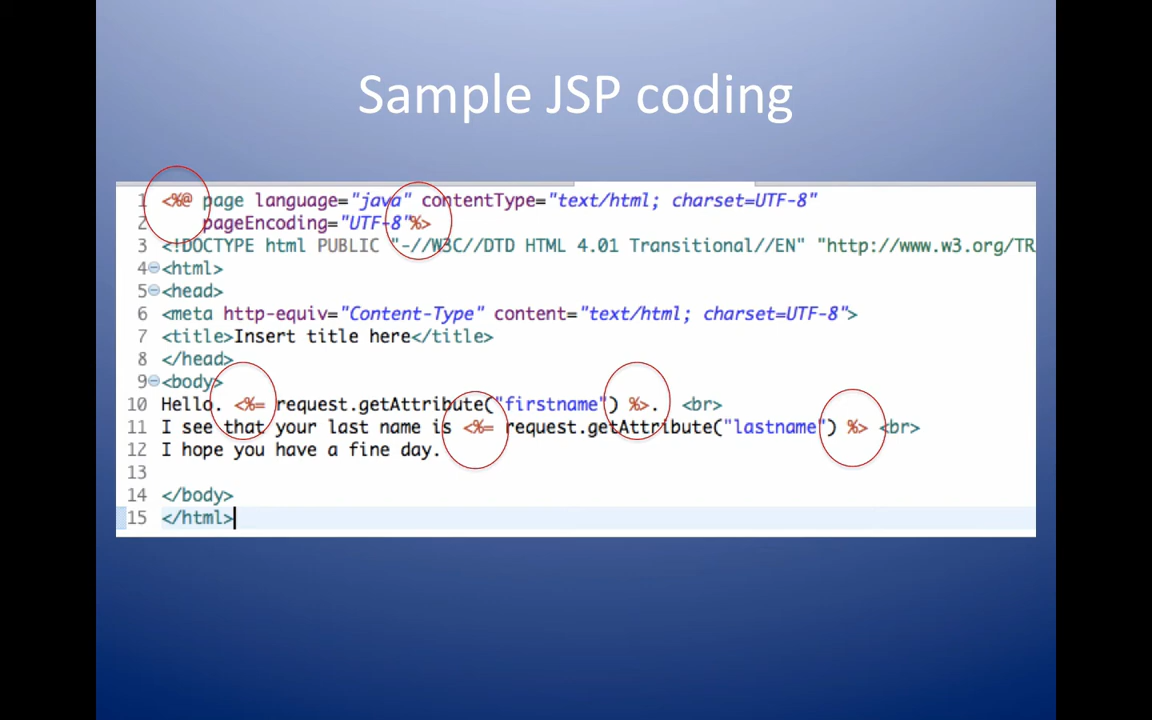 Sample JSP coding
1 <%@ page language="java" contentType="text/html; charset=UTF-8"
2     pageEncoding="UTF-8"%>
3 <!DOCTYPE html PUBLIC "-//W3C//DTD HTML 4.01 Transitional//EN" "http://www.w3.org/TR
4 <html>
5 <head>
6 <meta http-equiv="Content-Type" content="text/html; charset=UTF-8">
7 <title>Insert title here</title>
8 </head>
9 <body>
10 Hello. <%= request.getAttribute("firstname") %>.  <br>
11 I see that your last name is <%= request.getAttribute("lastname") %> <br>
12 I hope you have a fine day.
13
14 </body>
15 </html>